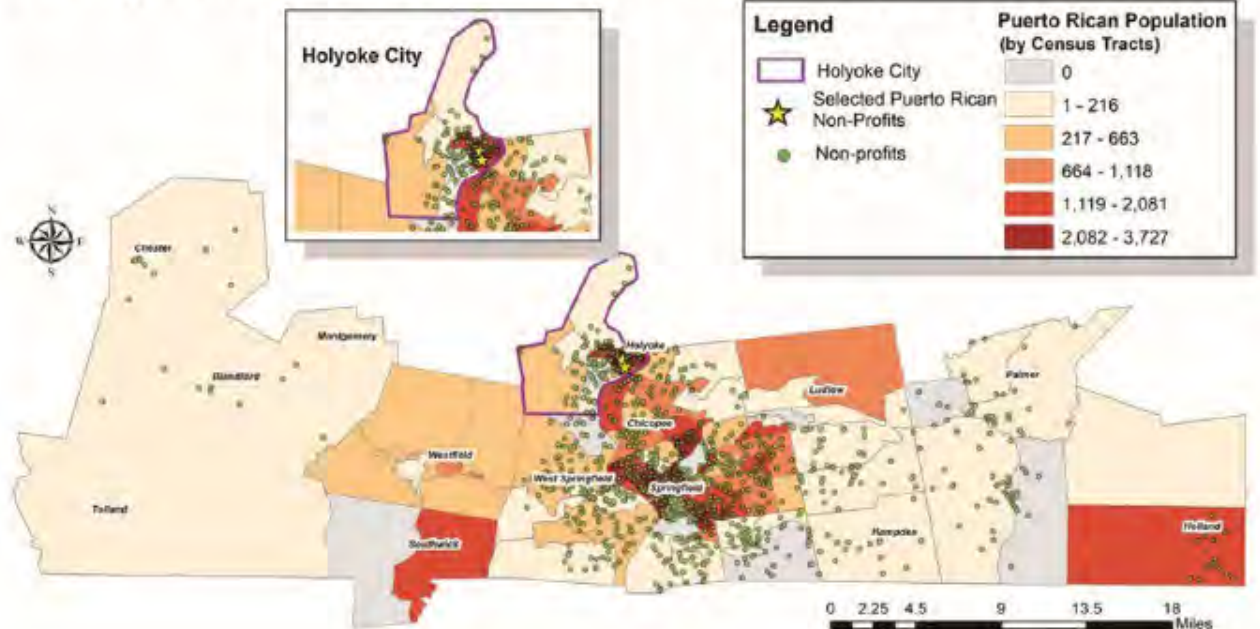 Holyoke City
Legend
Holyoke City
Selected Puerto Rican
Non-Profits
Non-profits
Puerto Rican Population
(by Census Tracts)
0
1 - 216
217 - 663
664 - 1,118
1,119 - 2,081
2,082 - 3,727
N
W
E
S
Chester
Montgomery
Blandford
Tolland
Westfield
Southwick
Holyoke
Chicopee
West Springfield
Springfield
Ludlow
Palmer
Hampden
Holland
0 2.25 4.5 9 13.5 18
Miles